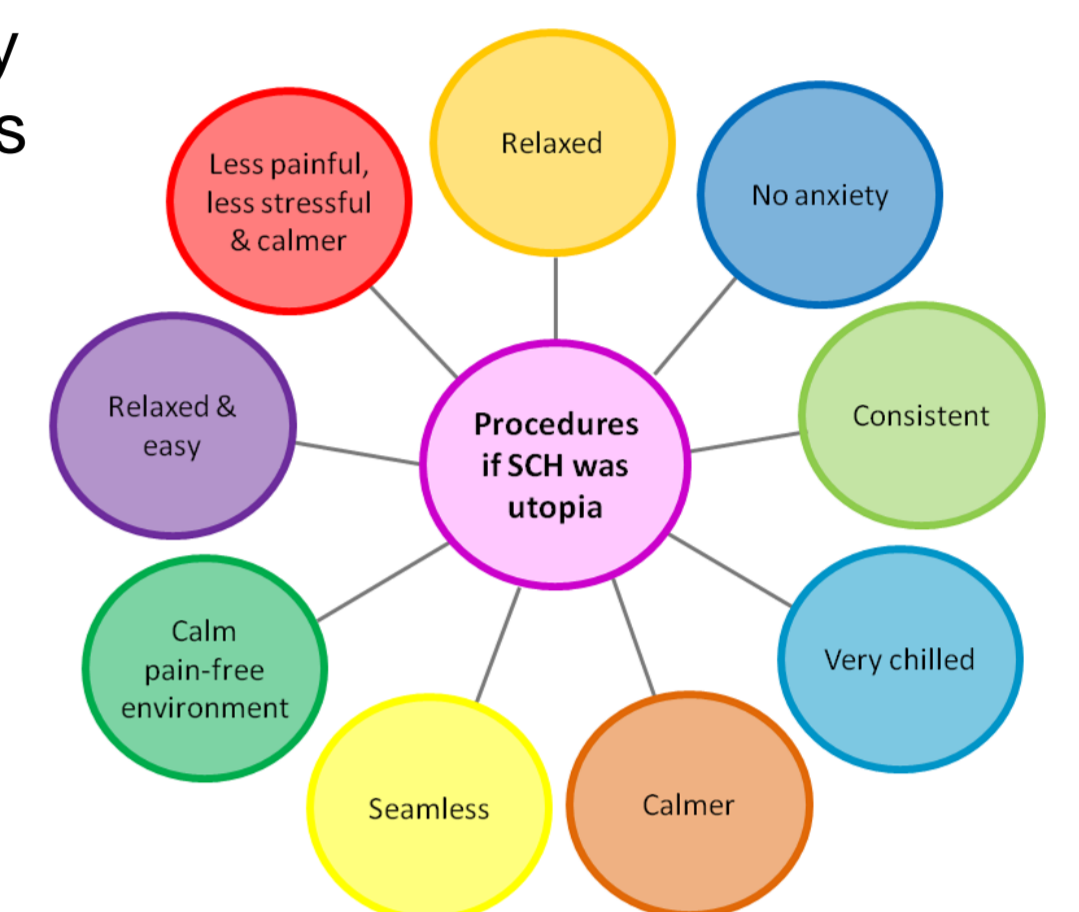 y
s
Relaxed
No anxiety
Consistent
Very chilled
Calmer
Seamless
Calm
pain-free
environment
Relaxed &
easy
Less painful,
less stressful
& calmer
Procedures
if SCH was
utopia